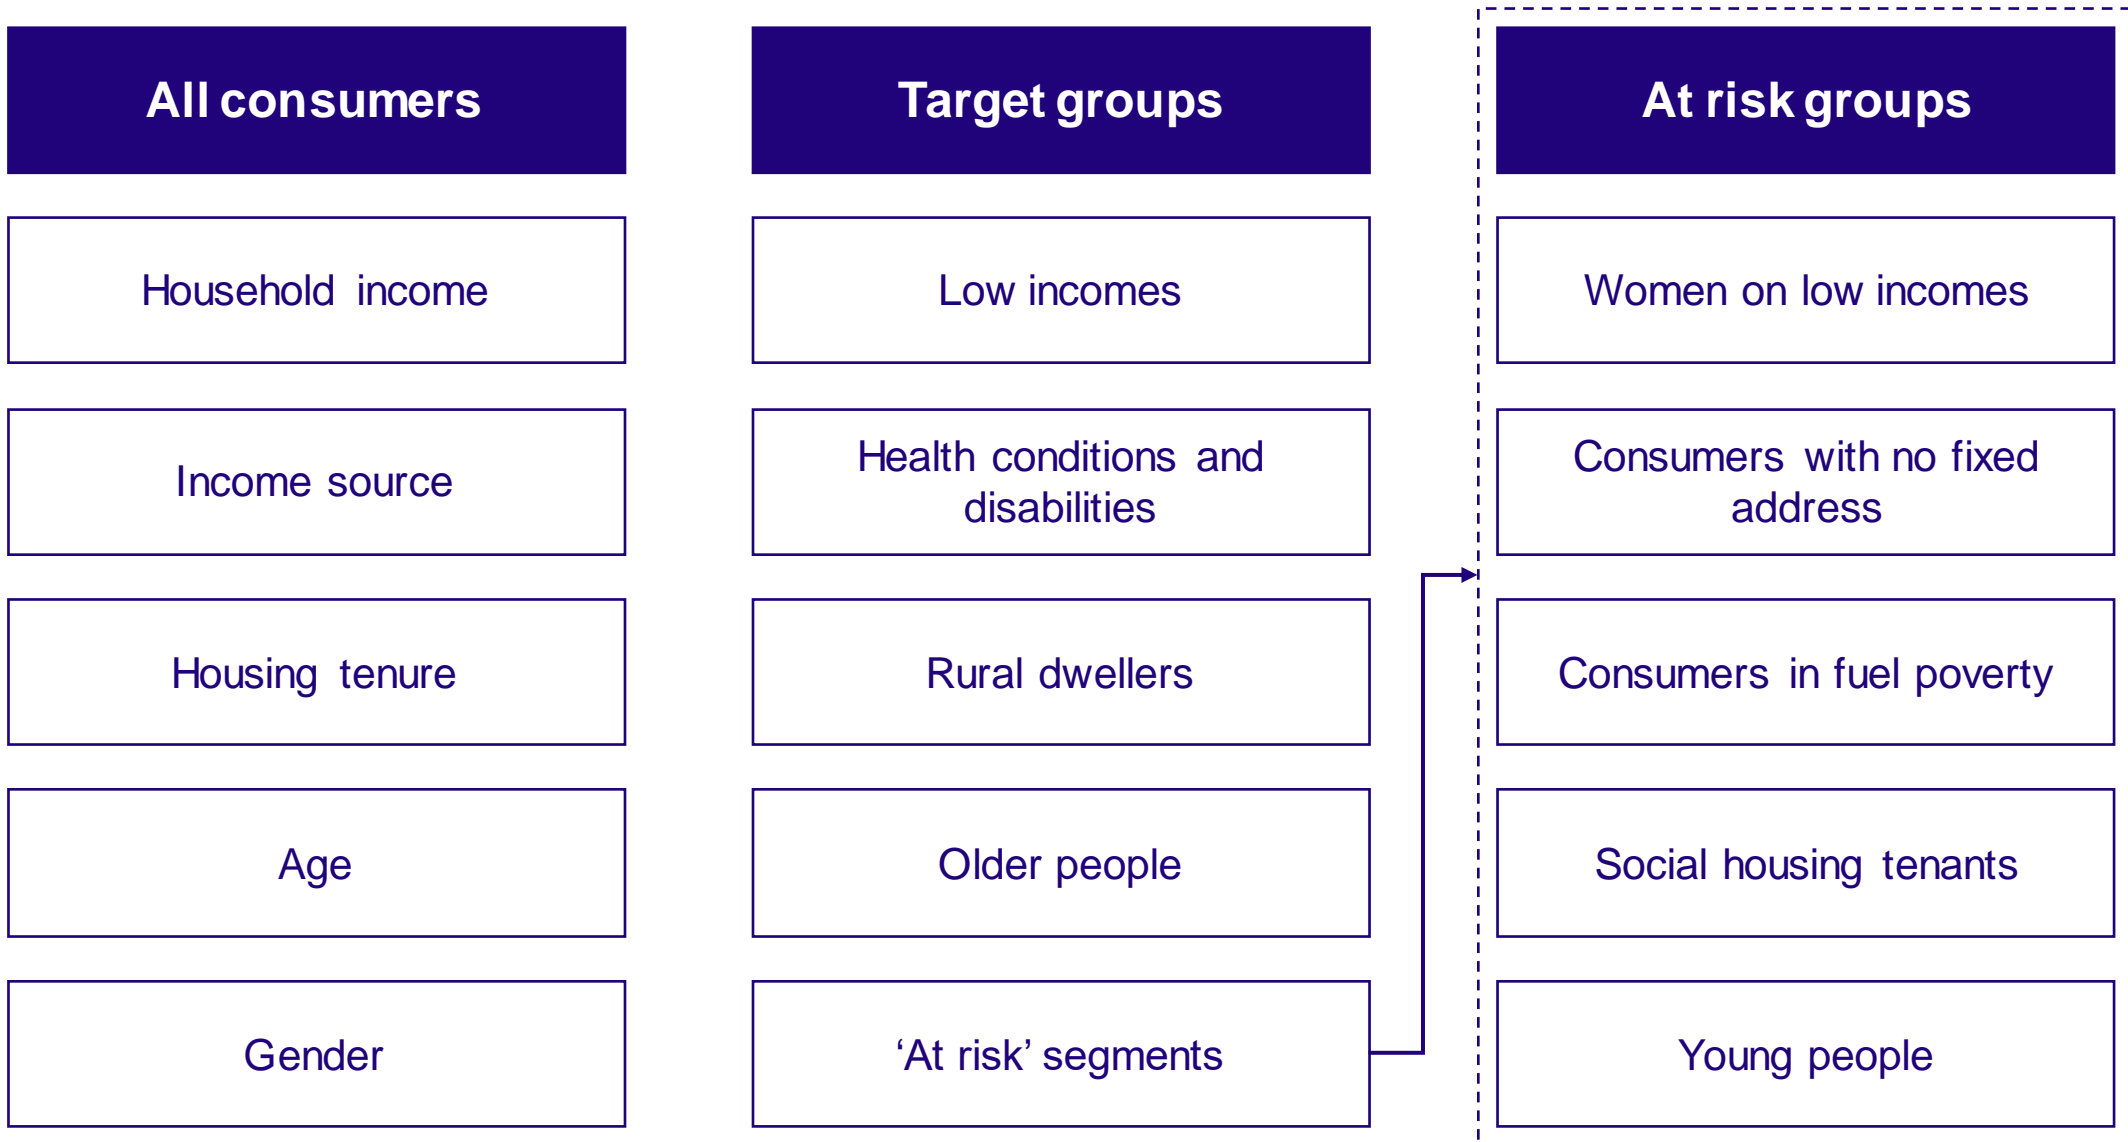 All consumers
Household income
Income source
Housing tenure
Age
Gender
Target groups
Low incomes
Health conditions and
disabilities
Rural dwellers
Older people
‘At risk’ segments
At risk groups
Women on low incomes
Consumers with no fixed
address
Consumers in fuel poverty
Social housing tenants
Young people